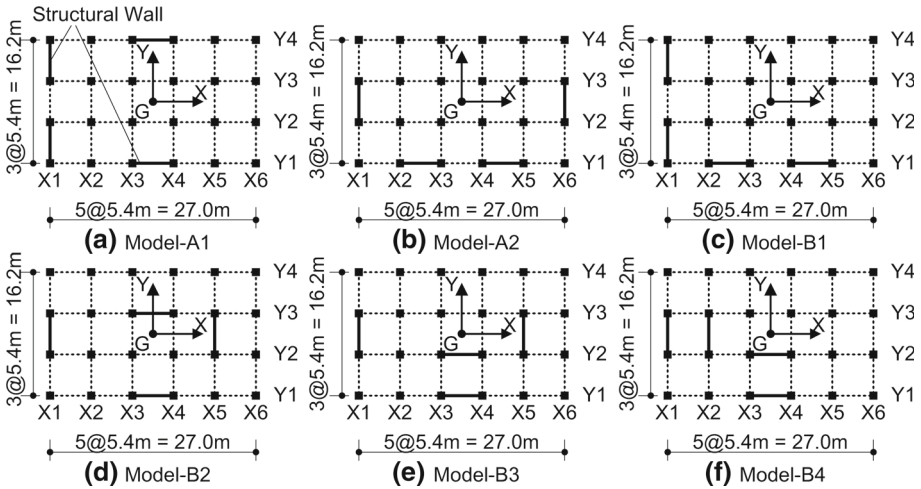 Structural Wall
3@5.4m = 16.2m
Y
X
G
Y4
Y3
Y2
Y1
X1 X2 X3 X4 X5 X6
5@5.4m = 27.0m
(a) Model-A1
3@5.4m = 16.2m
Y
X
G
Y4
Y3
Y2
Y1
X1 X2 X3 X4 X5 X6
5@5.4m = 27.0m
(b) Model-A2
3@5.4m = 16.2m
Y
X
G
Y4
Y3
Y2
Y1
X1 X2 X3 X4 X5 X6
5@5.4m = 27.0m
(c) Model-B1
3@5.4m = 16.2m
Y
X
G
Y4
Y3
Y2
Y1
X1 X2 X3 X4 X5 X6
5@5.4m = 27.0m
(d) Model-B2
3@5.4m = 16.2m
Y
X
G
Y4
Y3
Y2
Y1
X1 X2 X3 X4 X5 X6
5@5.4m = 27.0m
(e) Model-B3
3@5.4m = 16.2m
Y
X
G
Y4
Y3
Y2
Y1
X1 X2 X3 X4 X5 X6
5@5.4m = 27.0m
(f) Model-B4